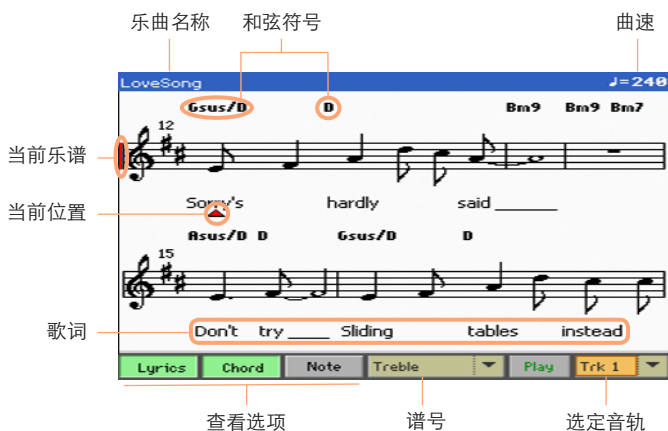 乐曲名称 和弦符号 曲速
LoveSong ♩=240
Gsus/D D Bm9 Bm9 Bm7
12
当前乐谱
Sorry's hardly said ______
当前位置
Asus/D D Gsus/D D
15
歌词 Don't try ____ Sliding tables instead
Lyrics Chord Note Treble Play Trk 1
查看选项 谱号 选定音轨